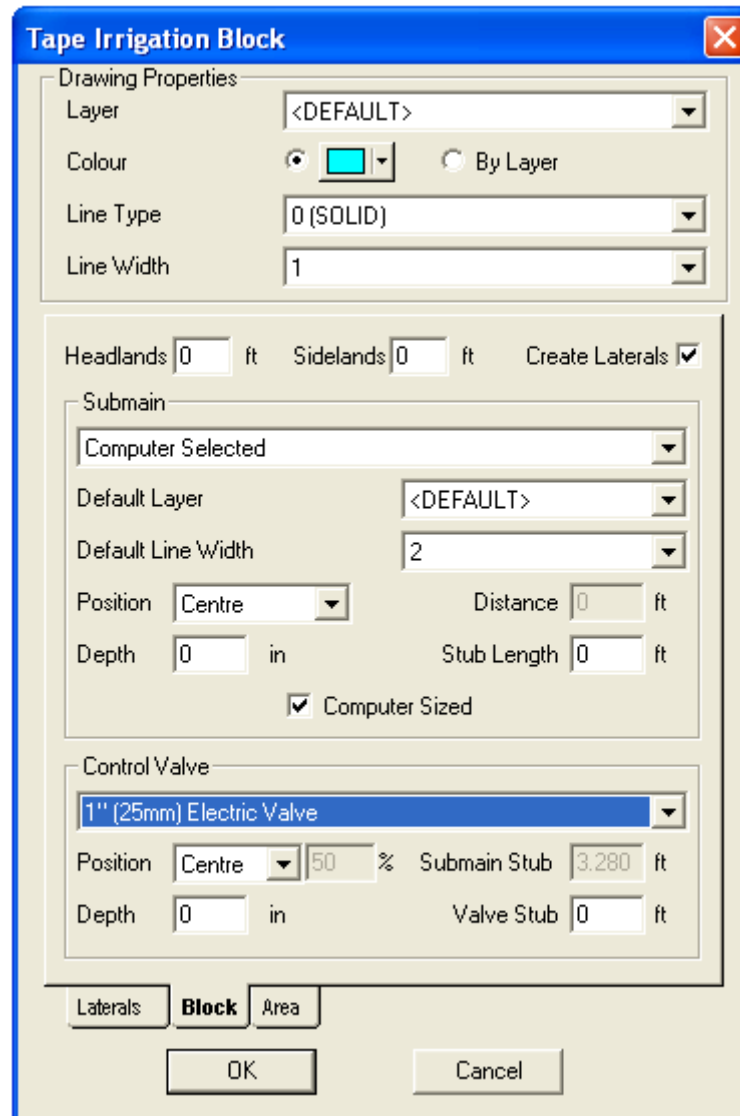 Tape Irrigation Block
Drawing Properties
Layer <DEFAULT>
Colour By Layer
Line Type 0 (SOLID)
Line Width 1
Headlands 0 ft Sidelands 0 ft Create Laterals
Submain
Computer Selected
Default Layer <DEFAULT>
Default Line Width 2
Position Centre Distance 0 ft
Depth 0 in Stub Length 0 ft
Computer Sized
Control Valve
1" (25mm) Electric Valve
Position Centre 50 % Submain Stub 3.280 ft
Depth 0 in Valve Stub 0 ft
Laterals Block Area
OK Cancel